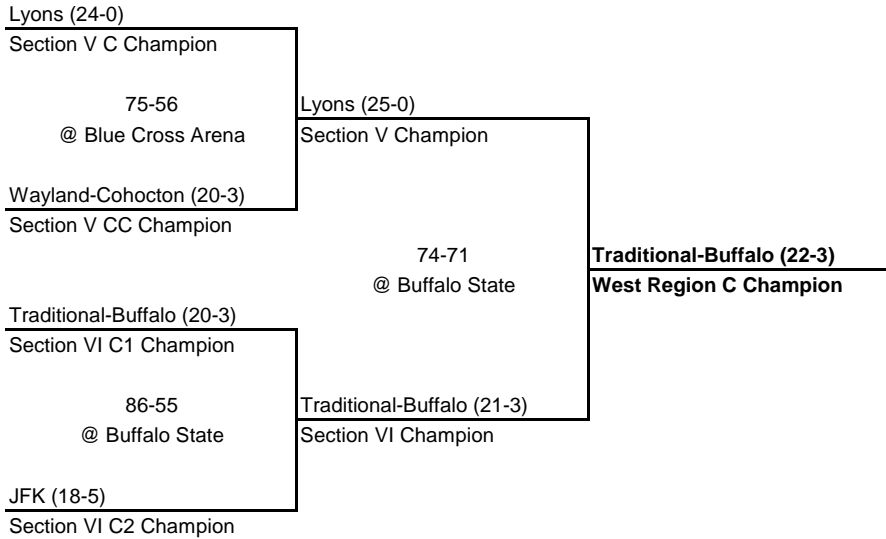 Lyons (24-0)
Section V C Champion
75-56
@ Blue Cross Arena
Lyons (25-0)
Section V Champion
Wayland-Cohocton (20-3)
Section V CC Champion
74-71
@ Buffalo State
Traditional-Buffalo (22-3)
West Region C Champion
Traditional-Buffalo (20-3)
Section VI C1 Champion
86-55
@ Buffalo State
Traditional-Buffalo (21-3)
Section VI Champion
JFK (18-5)
Section VI C2 Champion